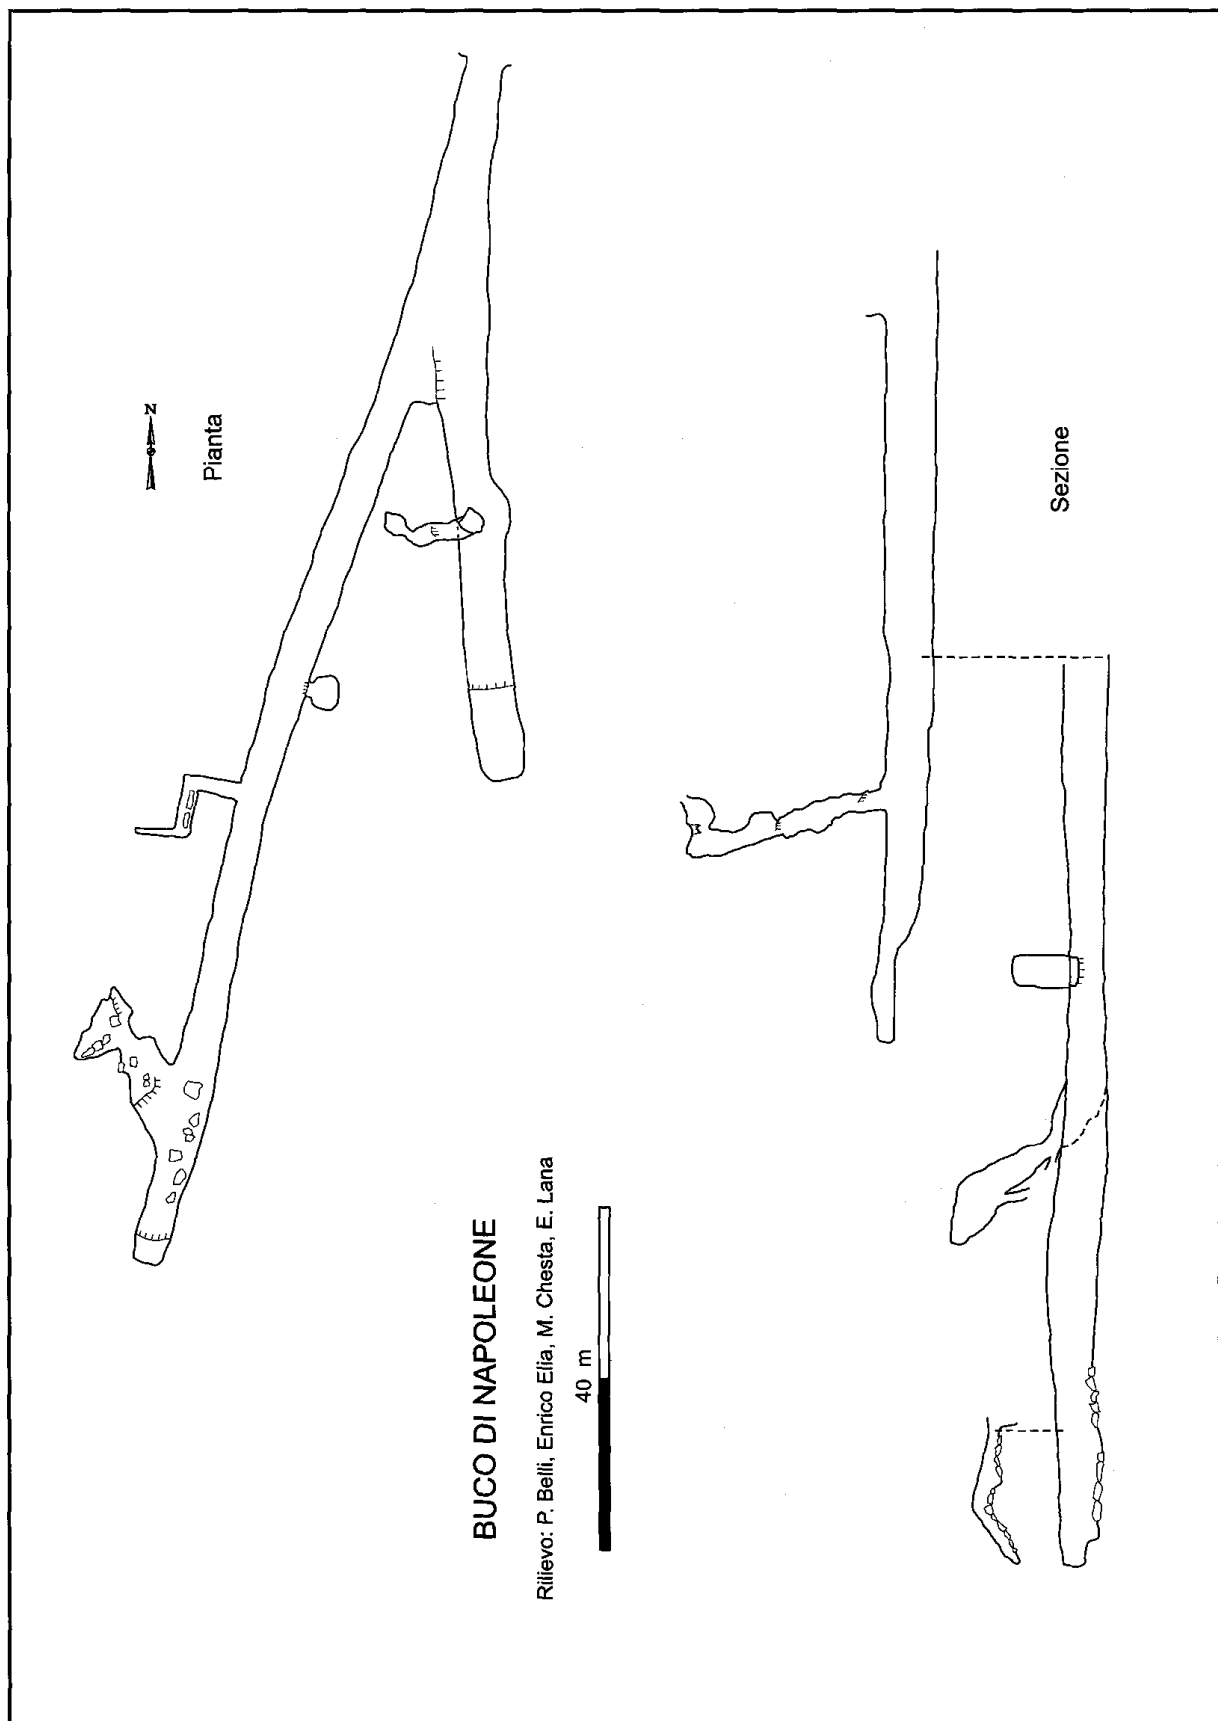 N
Pianta
Sezione
BUCO DI NAPOLEONE
Rilievo: P. Belli, Enrico Elia, M. Chesta, E. Lana
40 m